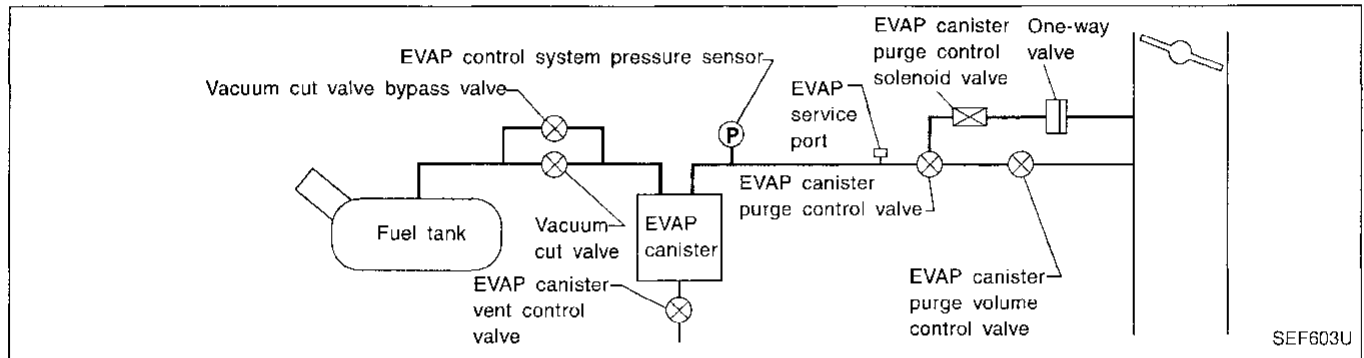 EVAP canister
purge control
solenoid valve
One-way
valve
EVAP control system pressure sensor
Vacuum cut valve bypass valve
P
EVAP
service
port
EVAP canister
purge control valve
Fuel tank
Vacuum
cut valve
EVAP
canister
EVAP canister
vent control
valve
EVAP canister
purge volume
control valve
SEF603U